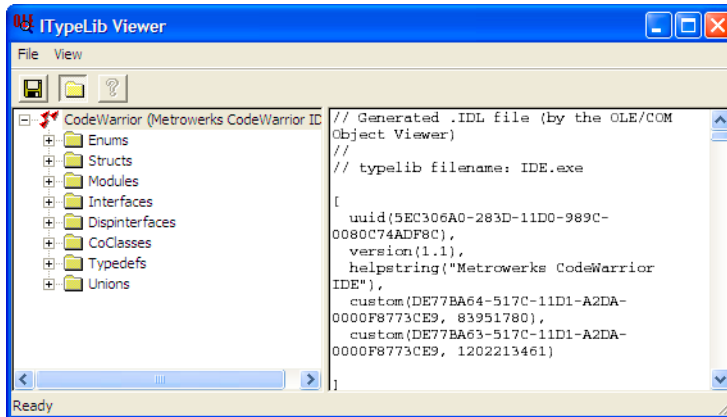 ITypeLib Viewer
File View
CodeWarrior (Metrowerks CodeWarrior ID
Enums
Structs
Modules
Interfaces
Dispinterfaces
CoClasses
Typedefs
Unions
// Generated .IDL file (by the OLE/COM
Object Viewer)
//
// typelib filename: IDE.exe
[
uuid(5EC306A0-283D-11D0-989C-
0080C74ADF8C),
version(1.1),
helpstring("Metrowerks CodeWarrior
IDE"),
custom(DE77BA64-517C-11D1-A2DA-
0000F8773CE9, 83951780),
custom(DE77BA63-517C-11D1-A2DA-
0000F8773CE9, 1202213461)
]
Ready